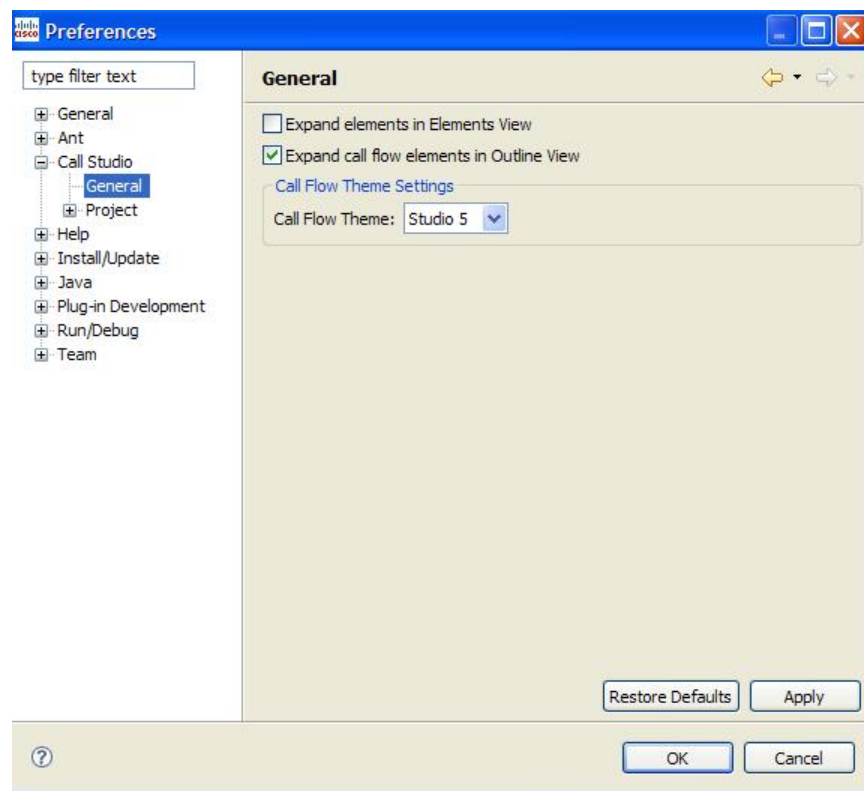 cisco Preferences
type filter text
General
Ant
Call Studio
General
Project
Help
Install/Update
Java
Plug-in Development
Run/Debug
Team
General
Expand elements in Elements View
Expand call flow elements in Outline View
Call Flow Theme Settings
Call Flow Theme: Studio 5
Restore Defaults Apply
? OK Cancel